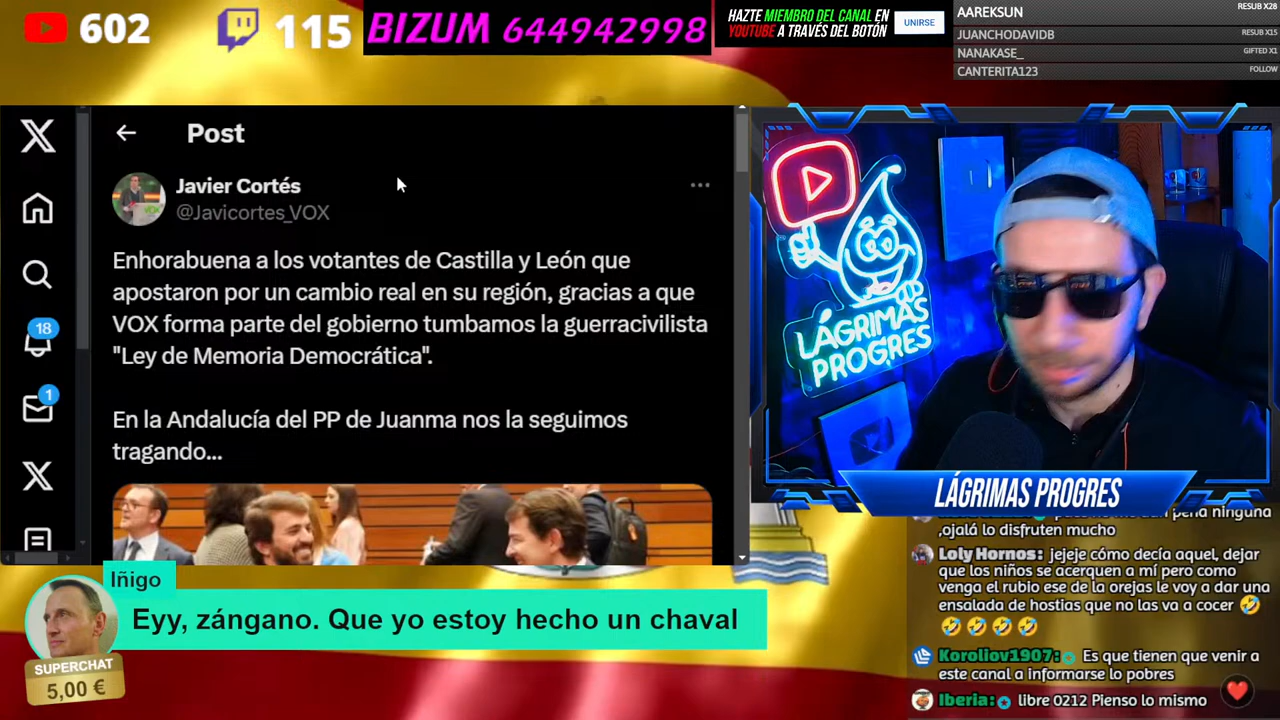 602
115
BIZUM 644942998
HAZTE MIEMBRO DEL CANAL EN
YOUTUBE A TRAVÉS DEL BOTÓN
UNIRSE
AAREKSUN
RESUB X28
JUANCHODAVIDB
RESUB X15
NANAKASE_
GIFTED X1
CANTERITA123
FOLLOW
Post
Javier Cortés
@Javicortes_VOX
Enhorabuena a los votantes de Castilla y León que
apostaron por un cambio real en su región, gracias a que
VOX forma parte del gobierno tumbamos la guerracivilista
"Ley de Memoria Democrática".
En la Andalucía del PP de Juanma nos la seguimos
tragando...
18
1
LÁGRIMAS
PROGRES
LÁGRIMAS PROGRES
pena ninguna
,ojalá lo disfruten mucho
Loly Hornos: jejeje cómo decía aquel, dejar
que los niños se acerquen a mí pero como
venga el rubio ese de la orejas le voy a dar una
ensalada de hostias que no las va a cocer 🤣
🤣 🤣 🤣 🤣
Koroliov1907: Es que tienen que venir a
este canal a informarse lo pobres
Iberia: libre 0212 Pienso lo mismo
Iñigo
Eyy, zángano. Que yo estoy hecho un chaval
SUPERCHAT
5,00 €